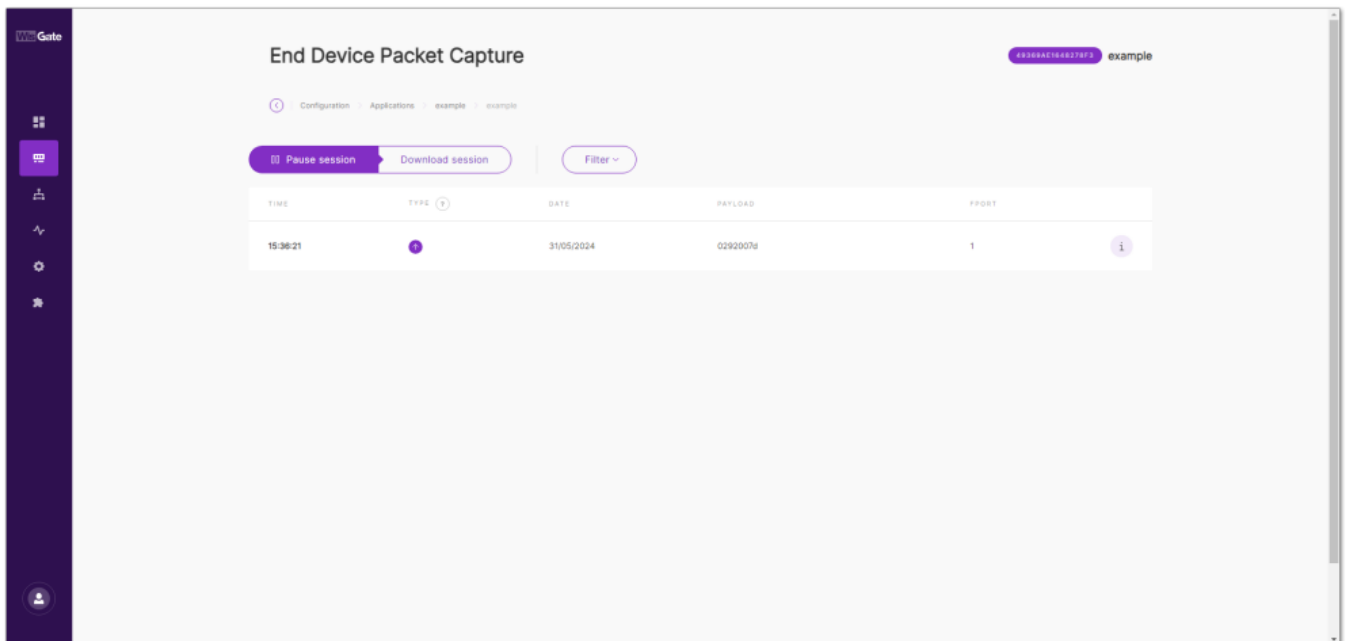 WisGate
End Device Packet Capture
example
Configuration Applications example example
Pause session Download session Filter
TIME TYPE DATE PAYLOAD FPORT
15:36:21 31/05/2024 0292007d 1 i